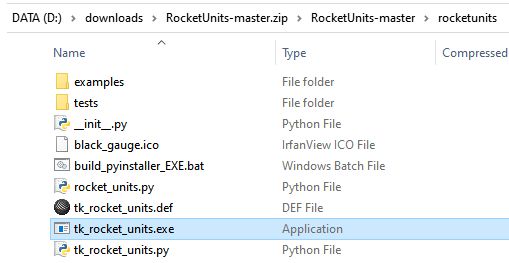 DATA (D:) › downloads › RocketUnits-master.zip › RocketUnits-master › rocketunits
Name Type Compressed
examples File folder
tests File folder
__init__.py Python File
black_gauge.ico IrfanView ICO File
build_pyinstaller_EXE.bat Windows Batch File
rocket_units.py Python File
tk_rocket_units.def DEF File
tk_rocket_units.exe Application
tk_rocket_units.py Python File